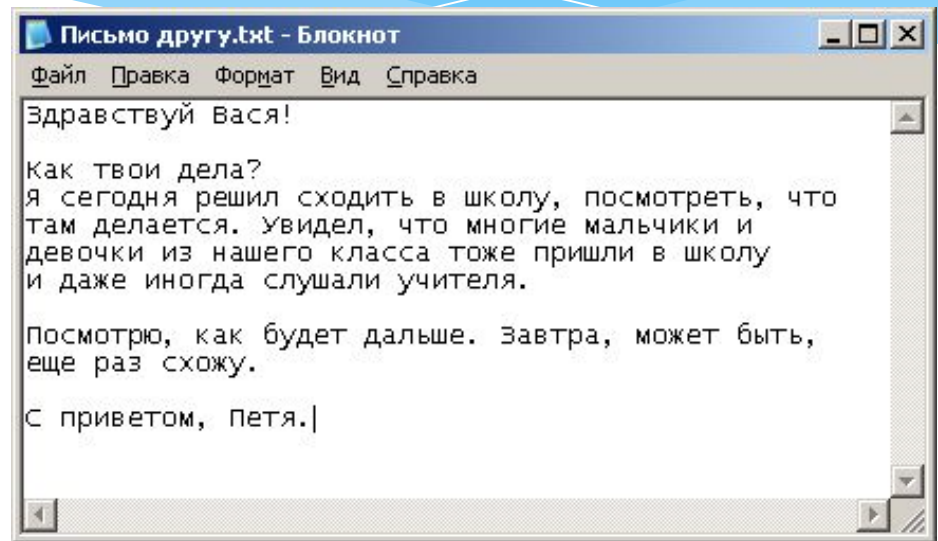 Письмо другу.txt - Блокнот
Файл Правка Формат Вид Справка
Здравствуй Вася!
Как твои дела?
Я сегодня решил сходить в школу, посмотреть, что
там делается. Увидел, что многие мальчики и
девочки из нашего класса тоже пришли в школу
и даже иногда слушали учителя.
Посмотрю, как будет дальше. Завтра, может быть,
еще раз схожу.
С приветом, Петя.